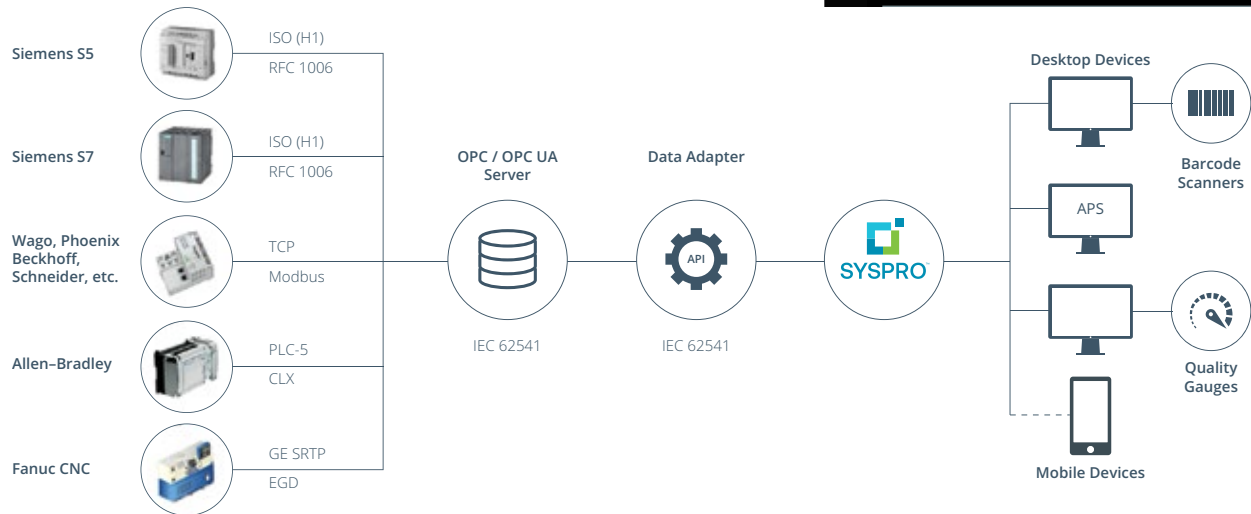 Siemens S5
ISO (H1)
RFC 1006
Siemens S7
ISO (H1)
RFC 1006
Wago, Phoenix
Beckhoff,
Schneider, etc.
TCP
Modbus
Allen–Bradley
PLC-5
CLX
Fanuc CNC
GE SRTP
EGD
OPC / OPC UA
Server
IEC 62541
Data Adapter
API
IEC 62541
SYSPRO™
Desktop Devices
Barcode
Scanners
APS
Quality
Gauges
Mobile Devices